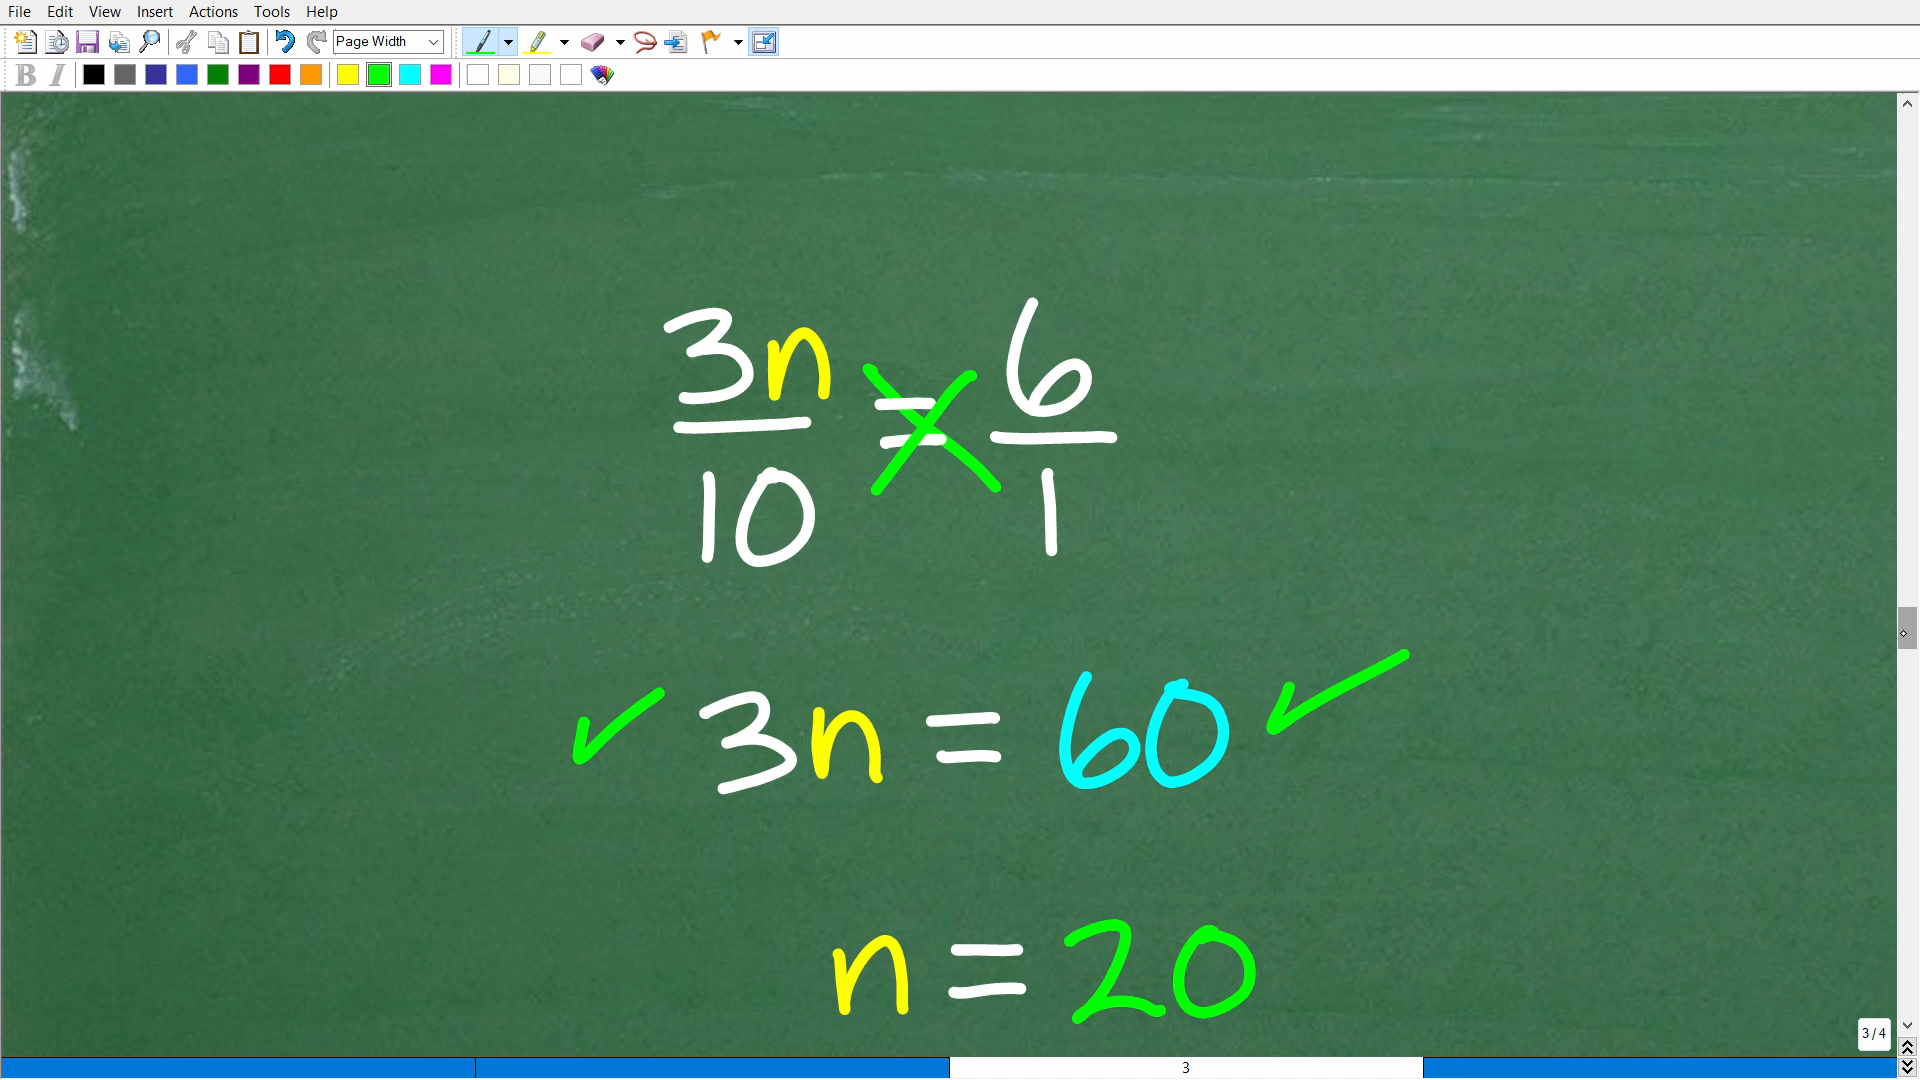 File Edit View Insert Actions Tools Help
Page Width
B I
3n/10 = 6/1
3n = 60
n = 20
3 / 4
3